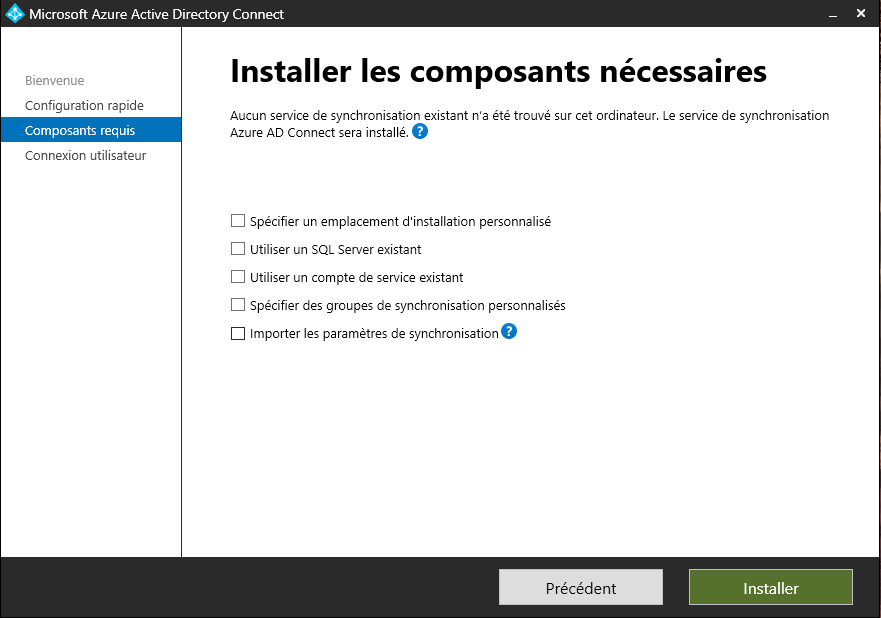 Microsoft Azure Active Directory Connect
Bienvenue
Configuration rapide
Composants requis
Connexion utilisateur
Installer les composants nécessaires
Aucun service de synchronisation existant n'a été trouvé sur cet ordinateur. Le service de synchronisation
Azure AD Connect sera installé. ?
Spécifier un emplacement d'installation personnalisé
Utiliser un SQL Server existant
Utiliser un compte de service existant
Spécifier des groupes de synchronisation personnalisés
Importer les paramètres de synchronisation ?
Précédent
Installer